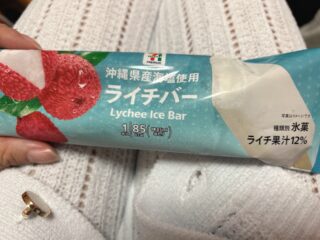 沖縄県産海塩使用
ライチバー
Lychee Ice Bar
種類別 氷菓
ライチ果汁12%